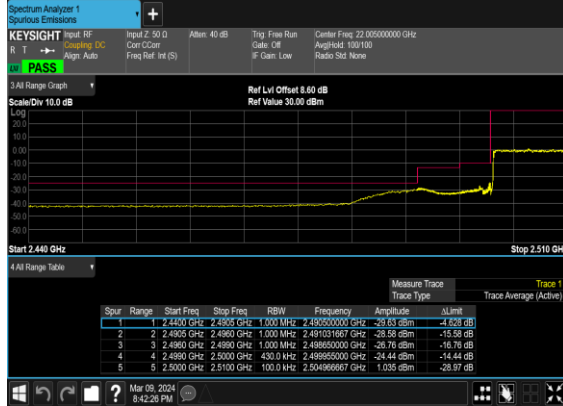 Spectrum Analyzer 1
Spurious Emissions
+
KEYSIGHT Input: RF Input Z: 50 Ω Atten: 40 dB Trig: Free Run Center Freq: 22.005000000 GHz
R T Coupling: DC Corr CCorr Gate: Off Avg|Hold: 100/100
Align: Auto Freq Ref: Int (S) IF Gain: Low Radio Std: None
PASS
3 All Range Graph
Ref Lvl Offset 8.60 dB
Scale/Div 10.0 dB Ref Value 30.00 dBm
Log
20.0
10.0
0.00
-10.0
-20.0
-30.0
-40.0
-50.0
-60.0
Start 2.440 GHz Stop 2.510 GH
4 All Range Table
Measure Trace Trace 1
Trace Type Trace Average (Active)
Spur Range Start Freq Stop Freq RBW Frequency Amplitude ΔLimit
1 1 2.4400 GHz 2.4905 GHz 1.000 MHz 2.490500000 GHz -29.63 dBm -4.628 dB
2 2 2.4905 GHz 2.4960 GHz 1.000 MHz 2.491031667 GHz -28.58 dBm -15.58 dB
3 3 2.4960 GHz 2.4990 GHz 1.000 MHz 2.498650000 GHz -26.76 dBm -16.76 dB
4 4 2.4990 GHz 2.5000 GHz 430.0 kHz 2.499955000 GHz -24.44 dBm -14.44 dB
5 5 2.5000 GHz 2.5100 GHz 100.0 kHz 2.504966667 GHz 1.035 dBm -28.97 dB
?
Mar 09, 2024
8:42:26 PM